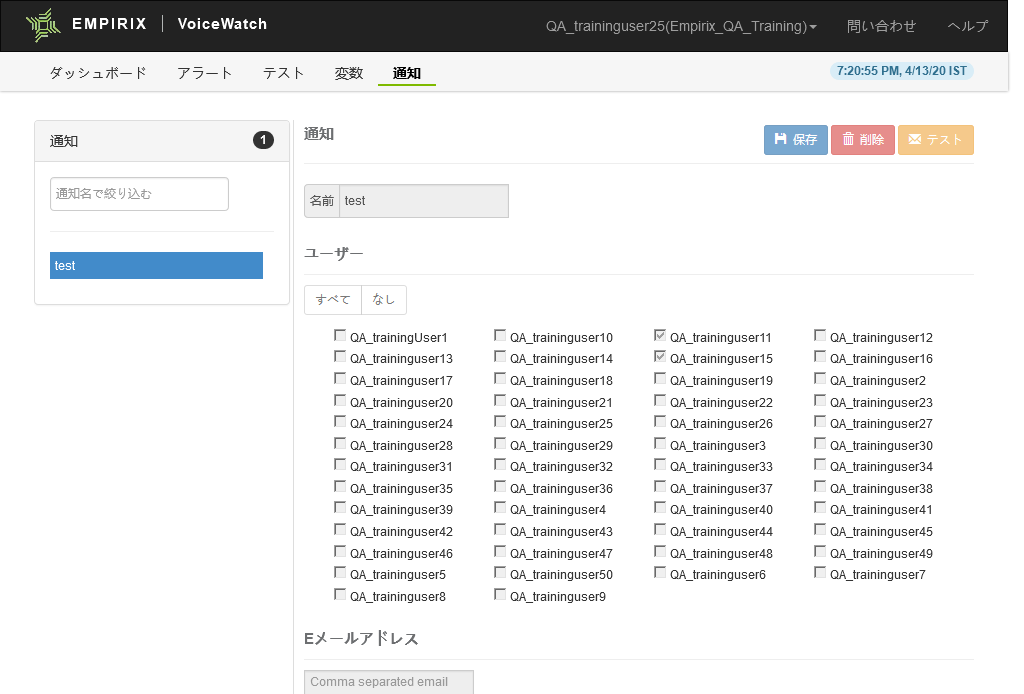 EMPIRIX VoiceWatch QA_traininguser25(Empirix_QA_Training) 問い合わせ ヘルプ
ダッシュボード アラート テスト 変数 通知 7:20:55 PM, 4/13/20 IST
通知 1
通知名で絞り込む
test
通知 保存 削除 テスト
名前 test
ユーザー
すべて なし
QA_trainingUser1 QA_traininguser10 QA_traininguser11 QA_traininguser12
QA_traininguser13 QA_traininguser14 QA_traininguser15 QA_traininguser16
QA_traininguser17 QA_traininguser18 QA_traininguser19 QA_traininguser2
QA_traininguser20 QA_traininguser21 QA_traininguser22 QA_traininguser23
QA_traininguser24 QA_traininguser25 QA_traininguser26 QA_traininguser27
QA_traininguser28 QA_traininguser29 QA_traininguser3 QA_traininguser30
QA_traininguser31 QA_traininguser32 QA_traininguser33 QA_traininguser34
QA_traininguser35 QA_traininguser36 QA_traininguser37 QA_traininguser38
QA_traininguser39 QA_traininguser4 QA_traininguser40 QA_traininguser41
QA_traininguser42 QA_traininguser43 QA_traininguser44 QA_traininguser45
QA_traininguser46 QA_traininguser47 QA_traininguser48 QA_traininguser49
QA_traininguser5 QA_traininguser50 QA_traininguser6 QA_traininguser7
QA_traininguser8 QA_traininguser9
Eメールアドレス
Comma separated email